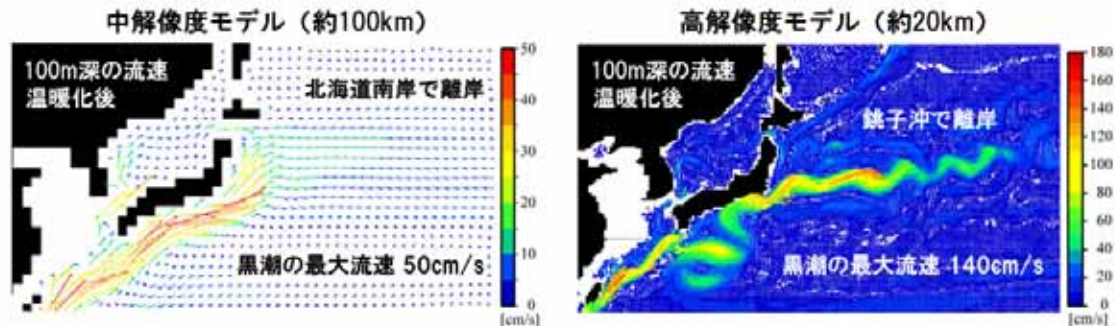 中解像度モデル（約100km）
100m深の流速
温暖化後
北海道南岸で離岸
黒潮の最大流速 50cm/s
50
40
30
20
10
0
[cm/s]
高解像度モデル（約20km）
100m深の流速
温暖化後
銚子沖で離岸
黒潮の最大流速 140cm/s
180
160
140
120
100
80
60
40
20
0
[cm/s]